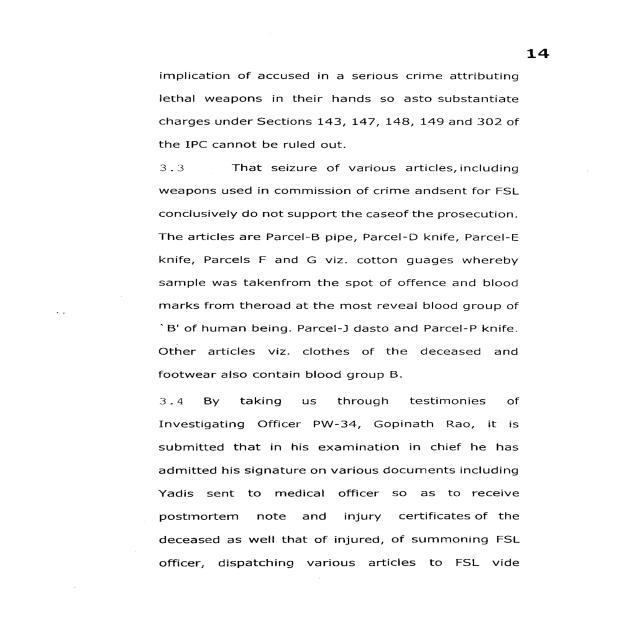 14
implication of accused in a serious crime attributing
lethal weapons in their hands so asto substantiate
charges under Sections 143, 147, 148, 149 and 302 of
the IPC cannot be ruled out.
3.3 That seizure of various articles, including
weapons used in commission of crime andsent for FSL
conclusively do not support the caseof the prosecution.
The articles are Parcel-B pipe, Parcel-D knife, Parcel-E
knife, Parcels F and G viz. cotton guages whereby
sample was takenfrom the spot of offence and blood
marks from theroad at the most reveal blood group of
`B' of human being. Parcel-J dasto and Parcel-P knife.
Other articles viz. clothes of the deceased and
footwear also contain blood group B.
3.4 By taking us through testimonies of
Investigating Officer PW-34, Gopinath Rao, it is
submitted that in his examination in chief he has
admitted his signature on various documents including
Yadis sent to medical officer so as to receive
postmortem note and injury certificates of the
deceased as well that of injured, of summoning FSL
officer, dispatching various articles to FSL vide